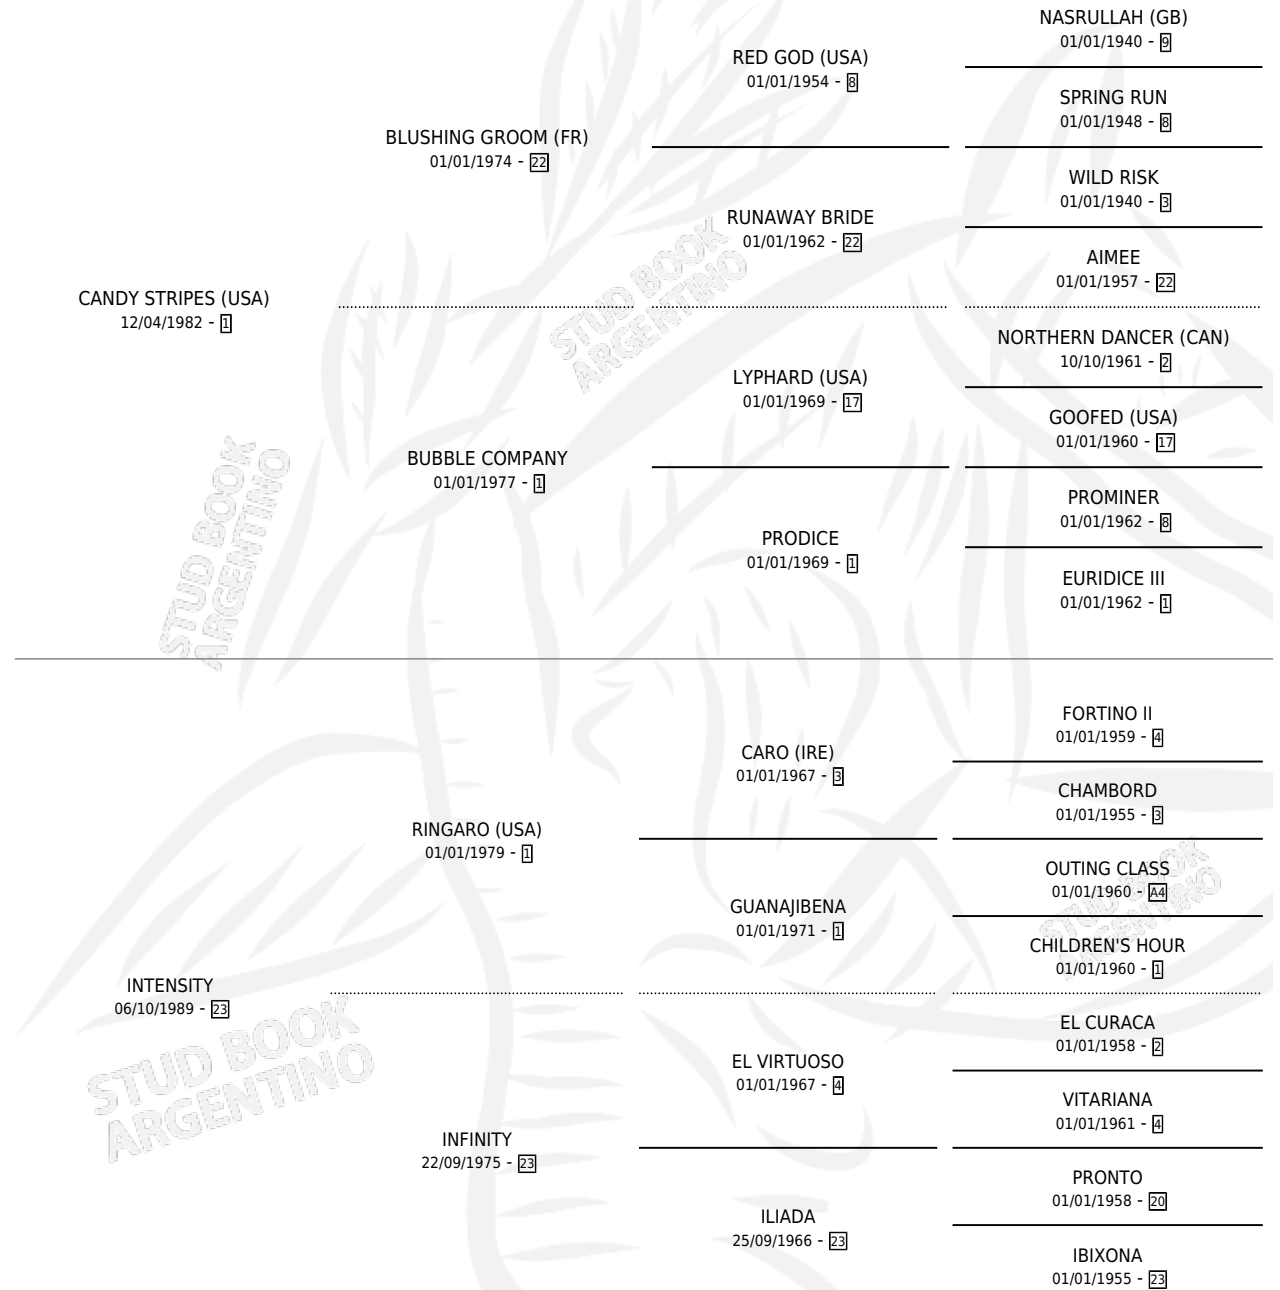 NASRULLAH (GB)
01/01/1940 - 9
RED GOD (USA)
01/01/1954 - 8
SPRING RUN
01/01/1948 - 8
BLUSHING GROOM (FR)
01/01/1974 - 22
WILD RISK
01/01/1940 - 3
RUNAWAY BRIDE
01/01/1962 - 22
AIMEE
01/01/1957 - 22
CANDY STRIPES (USA)
12/04/1982 - 1
STUD BOOK
ARGENTINO
NORTHERN DANCER (CAN)
10/10/1961 - 2
LYPHARD (USA)
01/01/1969 - 17
GOOFED (USA)
01/01/1960 - 17
BUBBLE COMPANY
01/01/1977 - 1
PROMINER
01/01/1962 - 8
PRODICE
01/01/1969 - 1
EURIDICE III
01/01/1962 - 1
STUD BOOK
ARGENTINO
FORTINO II
01/01/1959 - 4
CARO (IRE)
01/01/1967 - 3
CHAMBORD
01/01/1955 - 3
RINGARO (USA)
01/01/1979 - 1
OUTING CLASS
01/01/1960 - A4
GUANAJIBENA
01/01/1971 - 1
CHILDREN'S HOUR
01/01/1960 - 1
STUD BOOK
ARGENTINO
INTENSITY
06/10/1989 - 23
EL CURACA
01/01/1958 - 2
EL VIRTUOSO
01/01/1967 - 4
VITARIANA
01/01/1961 - 4
STUD BOOK
ARGENTINO
INFINITY
22/09/1975 - 23
PRONTO
01/01/1958 - 20
ILIADA
25/09/1966 - 23
IBIXONA
01/01/1955 - 23